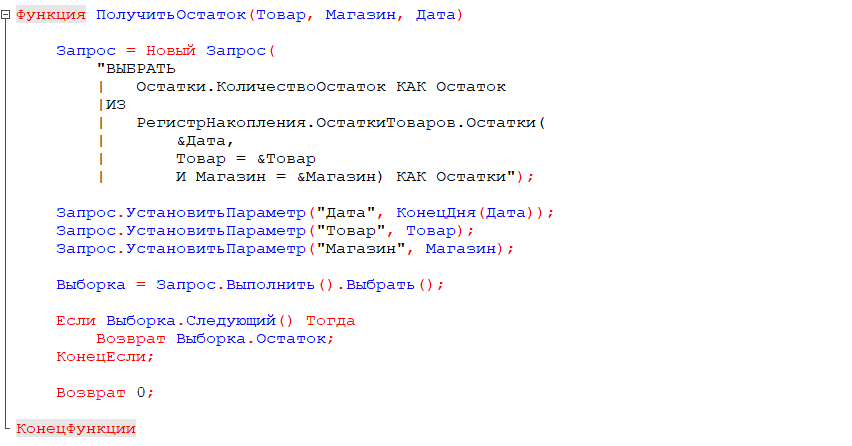 Функция ПолучитьОстаток(Товар, Магазин, Дата)
Запрос = Новый Запрос(
"ВЫБРАТЬ
|   Остатки.КоличествоОстаток КАК Остаток
|ИЗ
|   РегистрНакопления.ОстаткиТоваров.Остатки(
|       &Дата,
|       Товар = &Товар
|       И Магазин = &Магазин) КАК Остатки");
Запрос.УстановитьПараметр("Дата", КонецДня(Дата));
Запрос.УстановитьПараметр("Товар", Товар);
Запрос.УстановитьПараметр("Магазин", Магазин);
Выборка = Запрос.Выполнить().Выбрать();
Если Выборка.Следующий() Тогда
Возврат Выборка.Остаток;
КонецЕсли;
Возврат 0;
КонецФункции